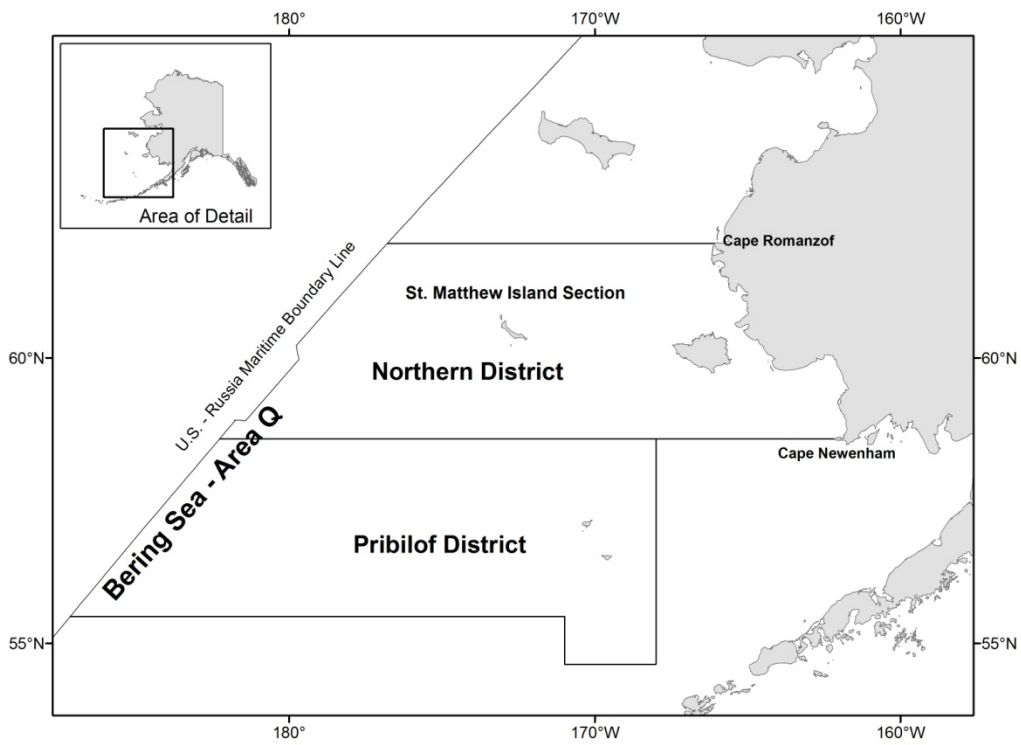 180°
170°W
160°W
Area of Detail
Cape Romanzof
U.S. - Russia Maritime Boundary Line
St. Matthew Island Section
60°N
60°N
Northern District
Bering Sea - Area Q
Cape Newenham
Pribilof District
55°N
55°N
180°
170°W
160°W